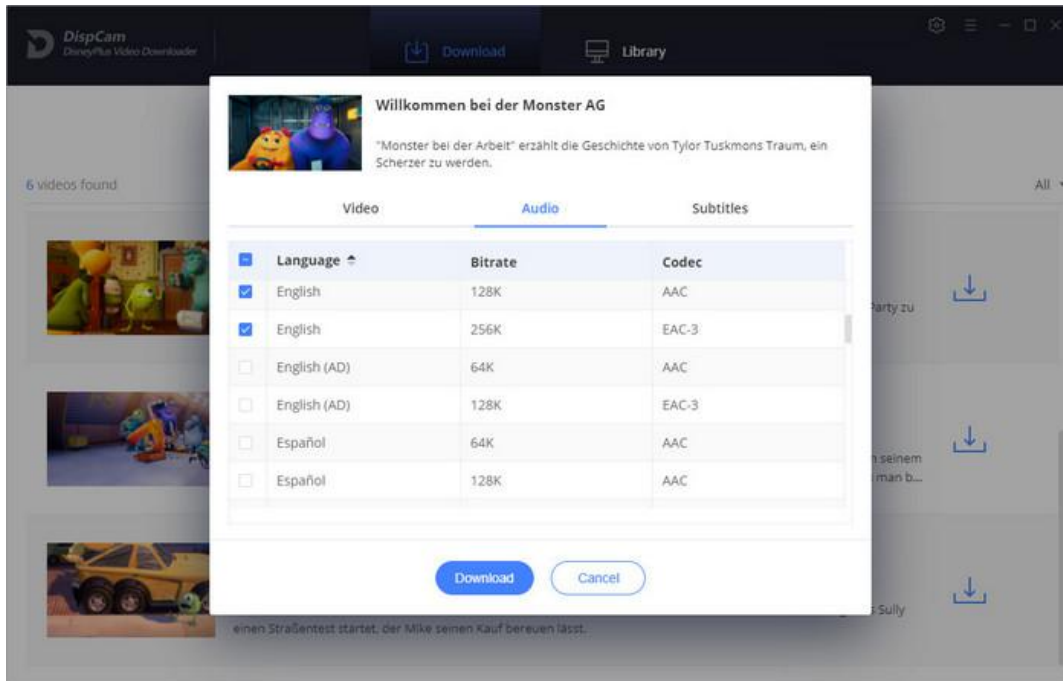 DispCam
DisneyPlus Video Downloader
Download
Library
6 videos found
All
Willkommen bei der Monster AG
"Monster bei der Arbeit" erzählt die Geschichte von Tylor Tuskmons Traum, ein
Scherzer zu werden.
Video Audio Subtitles
Language Bitrate Codec
English 128K AAC
English 256K EAC-3
English (AD) 64K AAC
English (AD) 128K EAC-3
Español 64K AAC
Español 128K AAC
Download Cancel
Party zu
n seinem
man b...
s Sully
einen Straßentest startet, der Mike seinen Kauf bereuen lässt.